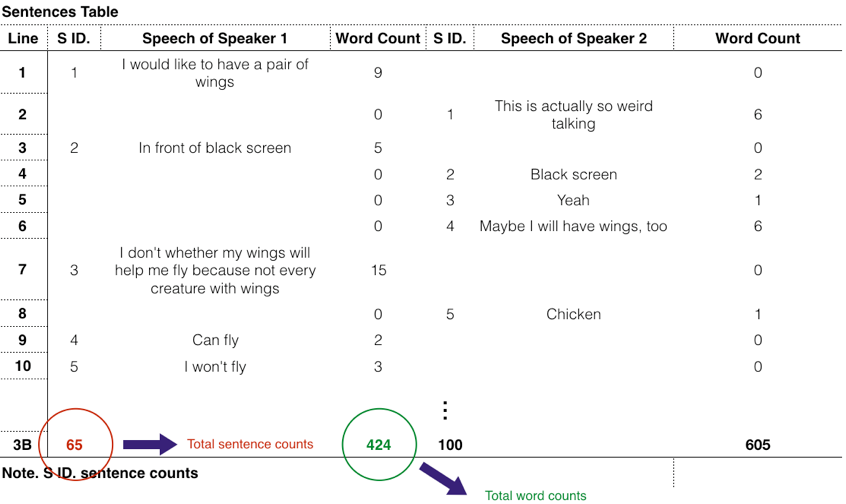 Sentences Table
Line S ID. Speech of Speaker 1 Word Count S ID. Speech of Speaker 2 Word Count
1 1 I would like to have a pair of wings 9 0
2 0 1 This is actually so weird talking 6
3 2 In front of black screen 5 0
4 0 2 Black screen 2
5 0 3 Yeah 1
6 0 4 Maybe I will have wings, too 6
7 3 I don't whether my wings will help me fly because not every creature with wings 15 0
8 0 5 Chicken 1
9 4 Can fly 2 0
10 5 I won't fly 3 0
⋮
3B 65 Total sentence counts 424 100 605
Note. S ID. sentence counts
Total word counts